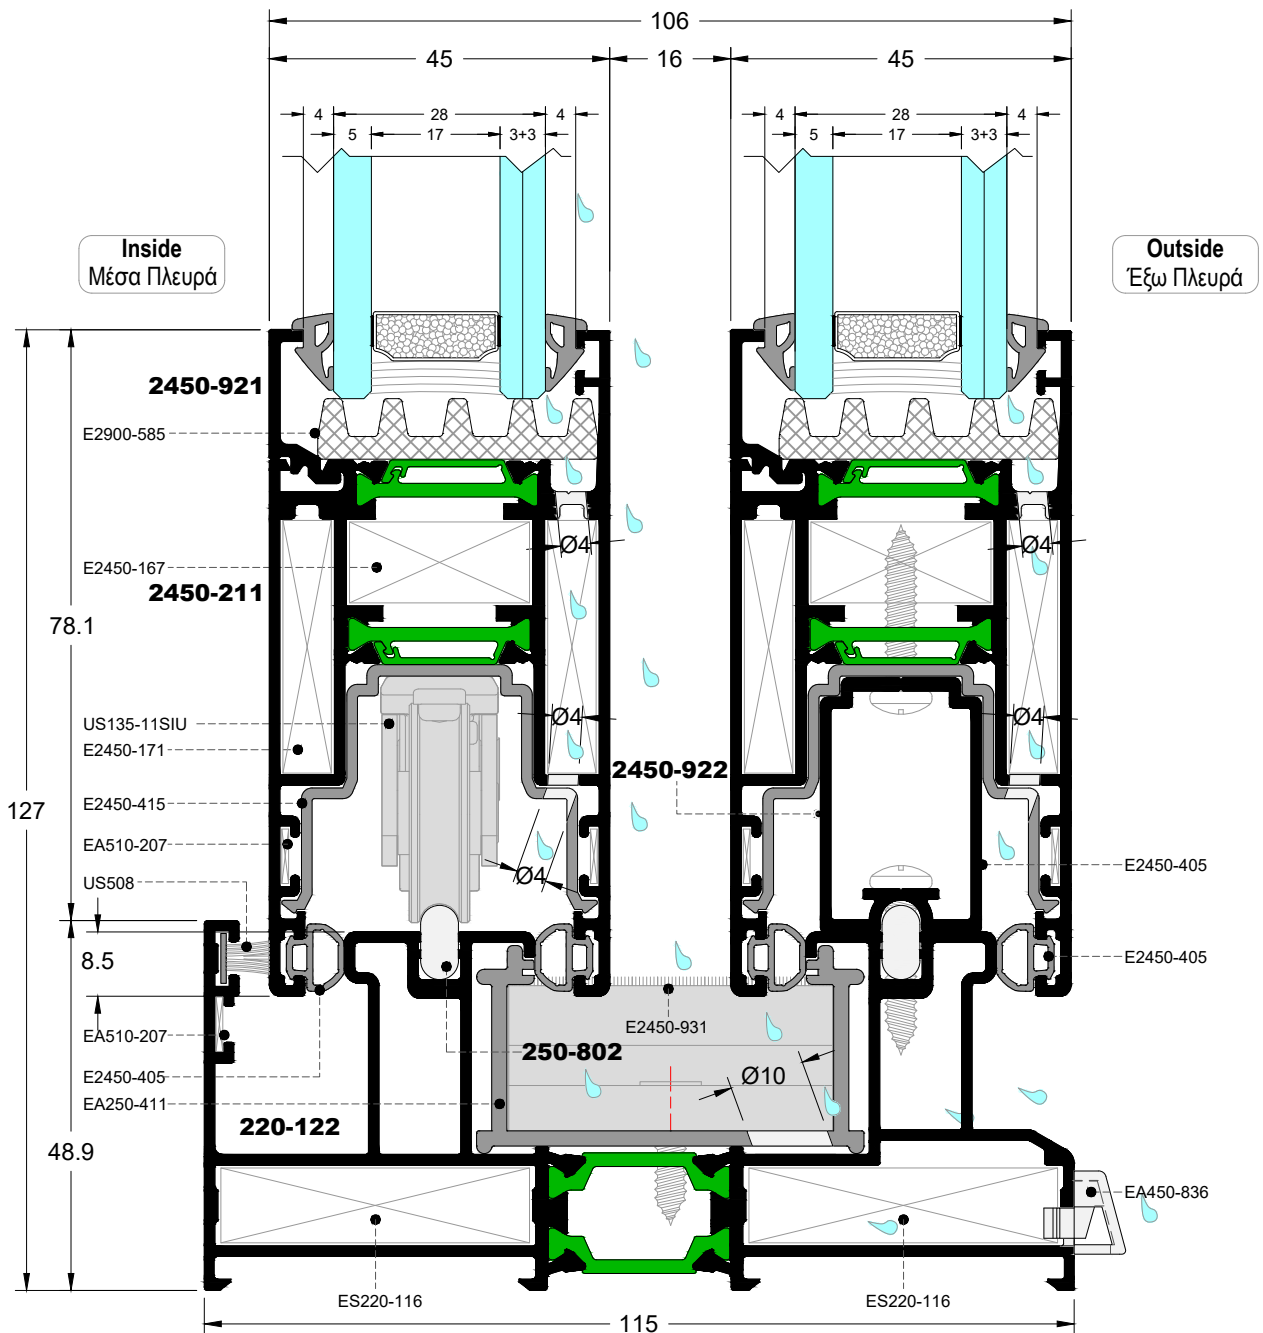 106
45
16
45
4
28
4
4
28
4
5
17
3+3
5
17
3+3
Inside
Μέσα Πλευρά
Outside
Έξω Πλευρά
2450-921
E2900-585
Ø4
Ø4
E2450-167
2450-211
78.1
US135-11SIU
Ø4
Ø4
E2450-171
2450-922
127
E2450-415
EA510-207
E2450-405
Ø4
US508
8.5
E2450-405
E2450-931
EA510-207
250-802
E2450-405
Ø10
EA250-411
220-122
48.9
EA450-836
ES220-116
ES220-116
115